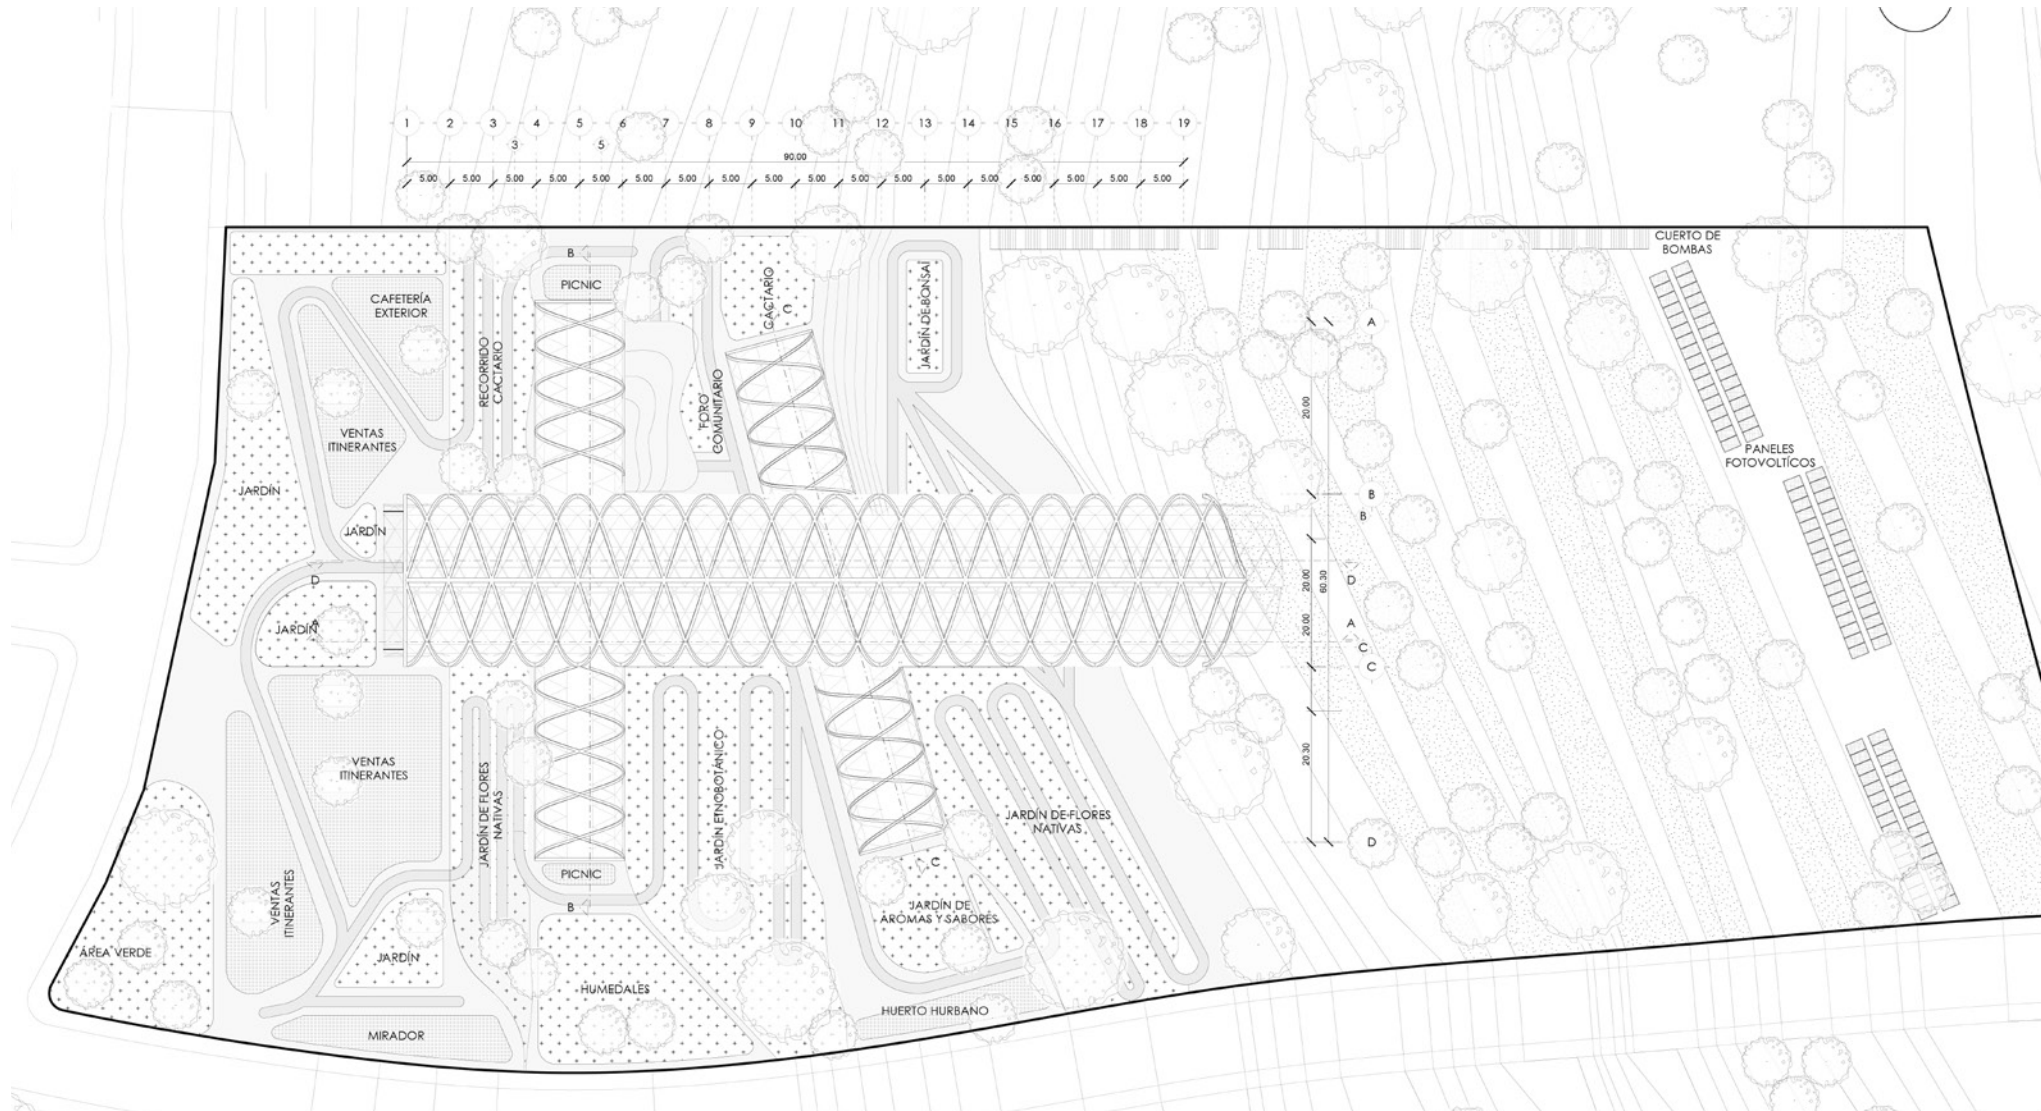 1 2 3 4 5 6 7 8 9 10 11 12 13 14 15 16 17 18 19
3 5
90.00
5.00 5.00 5.00 5.00 5.00 5.00 5.00 5.00 5.00 5.00 5.00 5.00 5.00 5.00 5.00 5.00 5.00 5.00
CUERTO DE
BOMBAS
B
PICNIC
CAFETERÍA
EXTERIOR
CACTARIO
C
JARDÍN DE BONSAI
A
RECORRIDO
CACTARIO
FORO
COMUNITARIO
20.00
VENTAS
ITINERANTES
PANELES
FOTOVOLTÍCOS
JARDÍN
B
B
JARDÍN
D
20.00
60.30
D
JARDÍN
A
20.00
A
C
C
VENTAS
ITINERANTES
JARDÍN DE FLORES
NATIVAS
JARDÍN ETNOBOTÁNICO
20.30
JARDÍN DE FLORES
NATIVAS
D
C
PICNIC
B
VENTAS
ITINERANTES
JARDÍN DE
AROMAS Y SABORES
ÁREA VERDE
JARDÍN
HUMEDALES
HUERTO HURBANO
MIRADOR